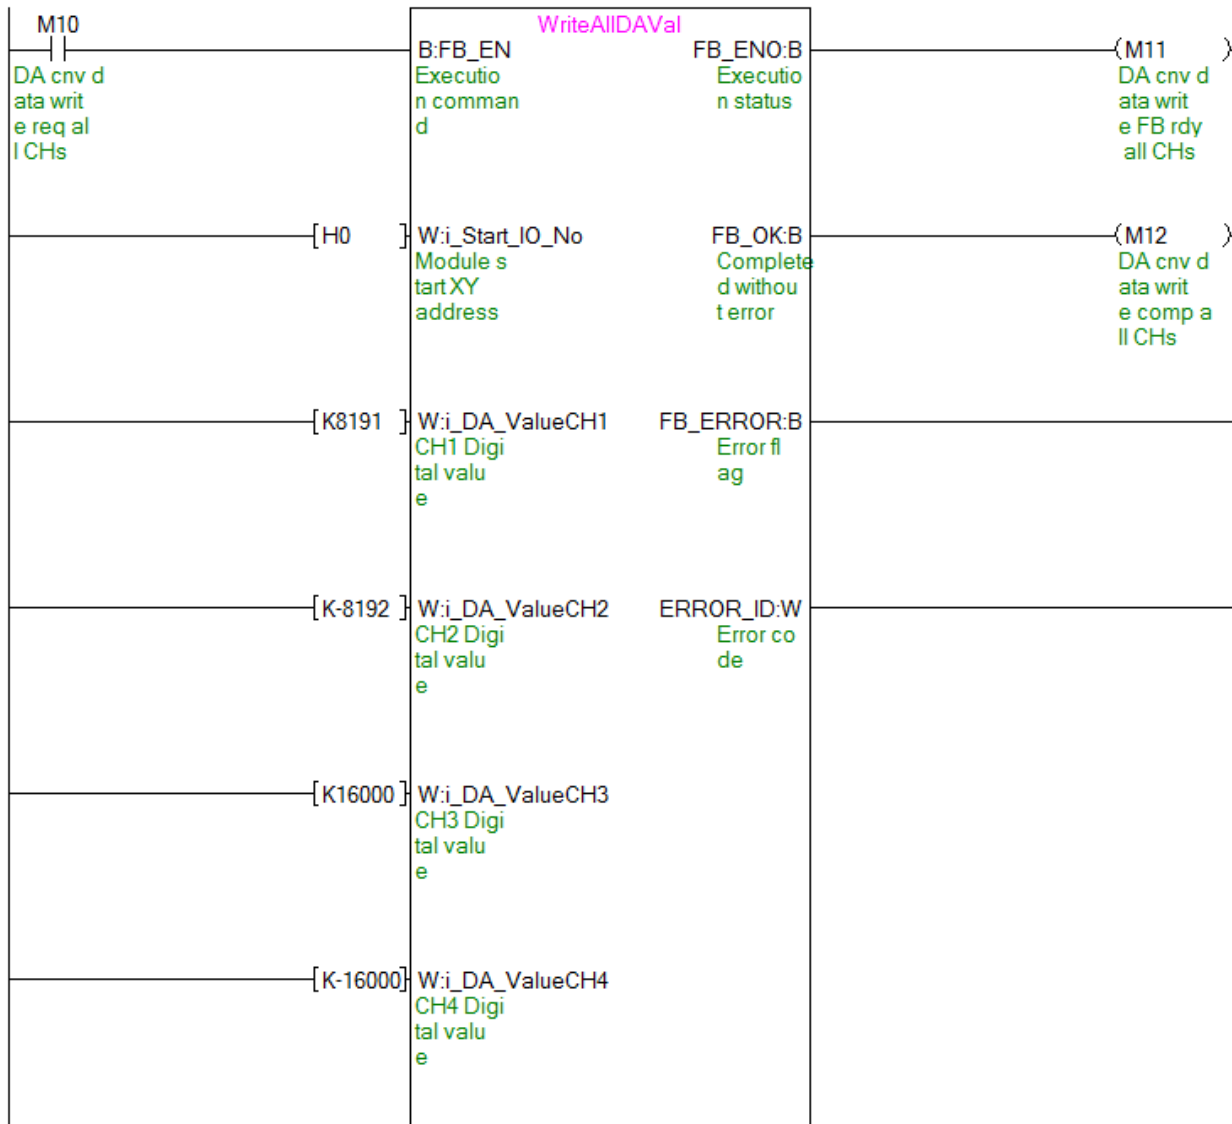 M10
WriteAllDAVal
B:FB_EN
FB_ENO:B
(M11 )
DA cnv d
ata writ
e req al
l CHs
Executio
n comman
d
Executio
n status
DA cnv d
ata writ
e FB rdy
all CHs
[H0 ]
W:i_Start_IO_No
FB_OK:B
(M12 )
Module s
tart XY
address
Complete
d withou
t error
DA cnv d
ata writ
e comp a
ll CHs
[K8191 ]
W:i_DA_ValueCH1
FB_ERROR:B
CH1 Digi
tal valu
e
Error fl
ag
[K-8192 ]
W:i_DA_ValueCH2
ERROR_ID:W
CH2 Digi
tal valu
e
Error co
de
[K16000 ]
W:i_DA_ValueCH3
CH3 Digi
tal valu
e
[K-16000]
W:i_DA_ValueCH4
CH4 Digi
tal valu
e